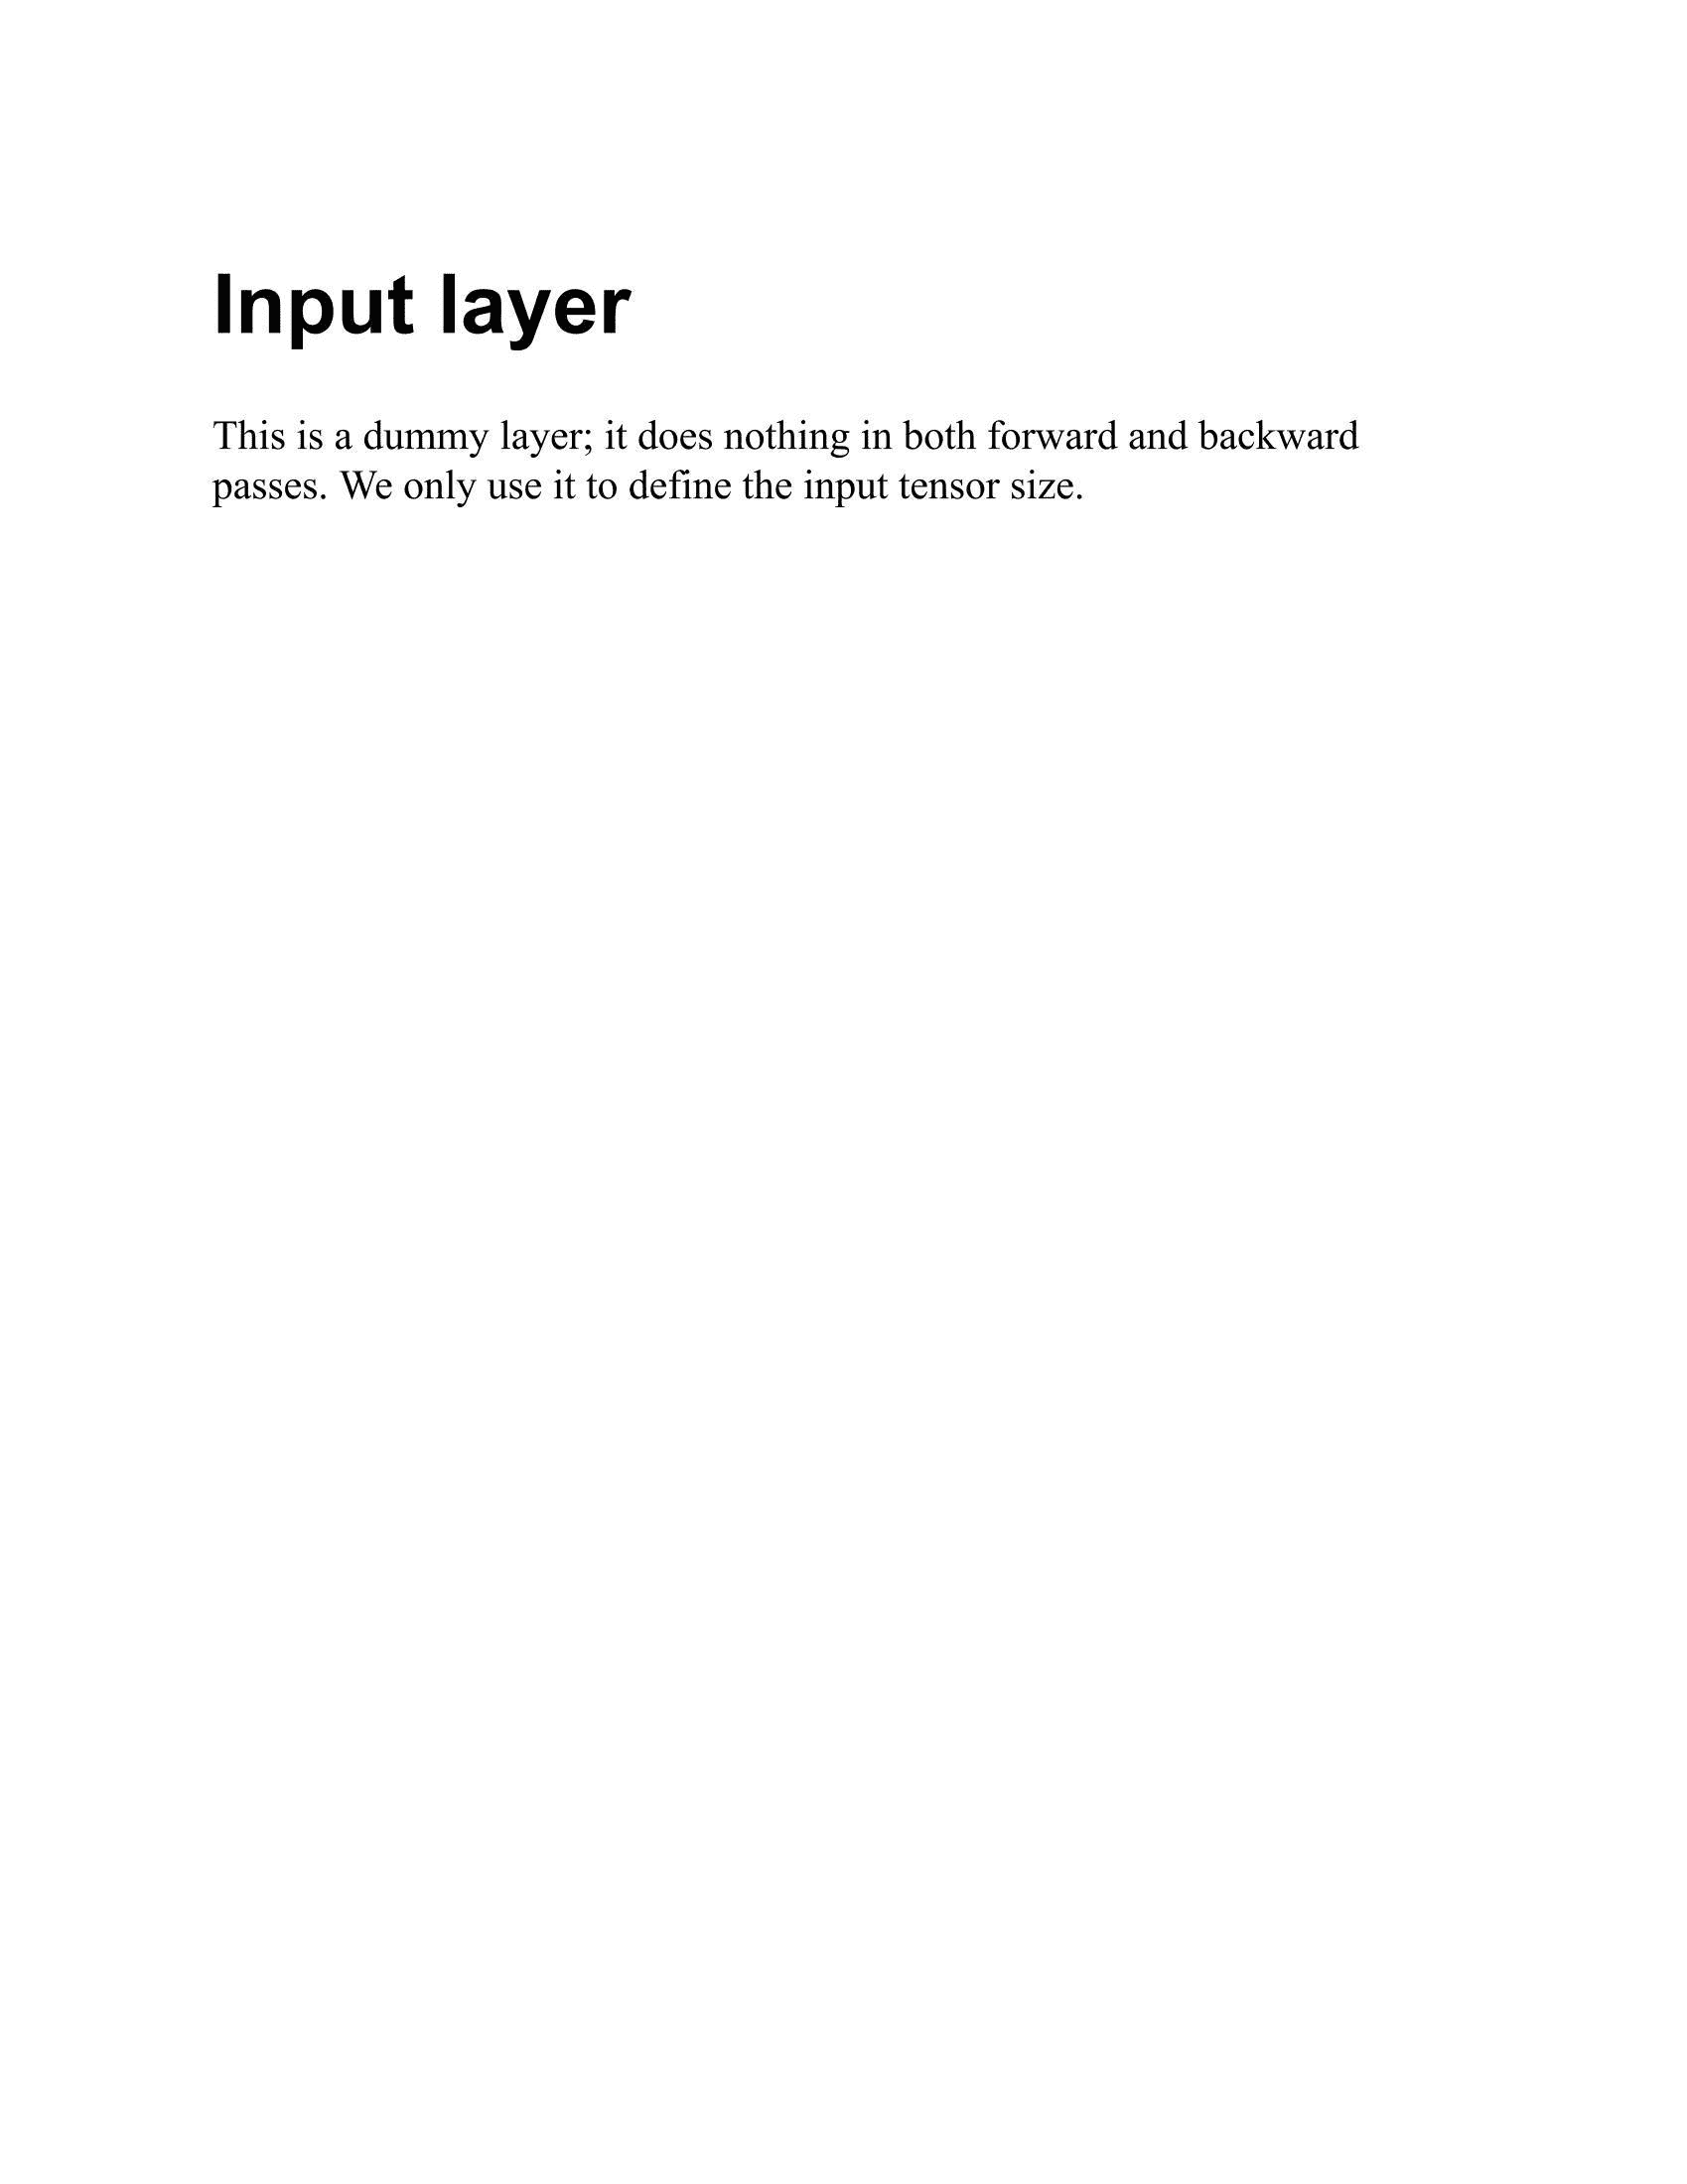 Input layer
This is a dummy layer; it does nothing in both forward and backward
passes. We only use it to define the input tensor size.